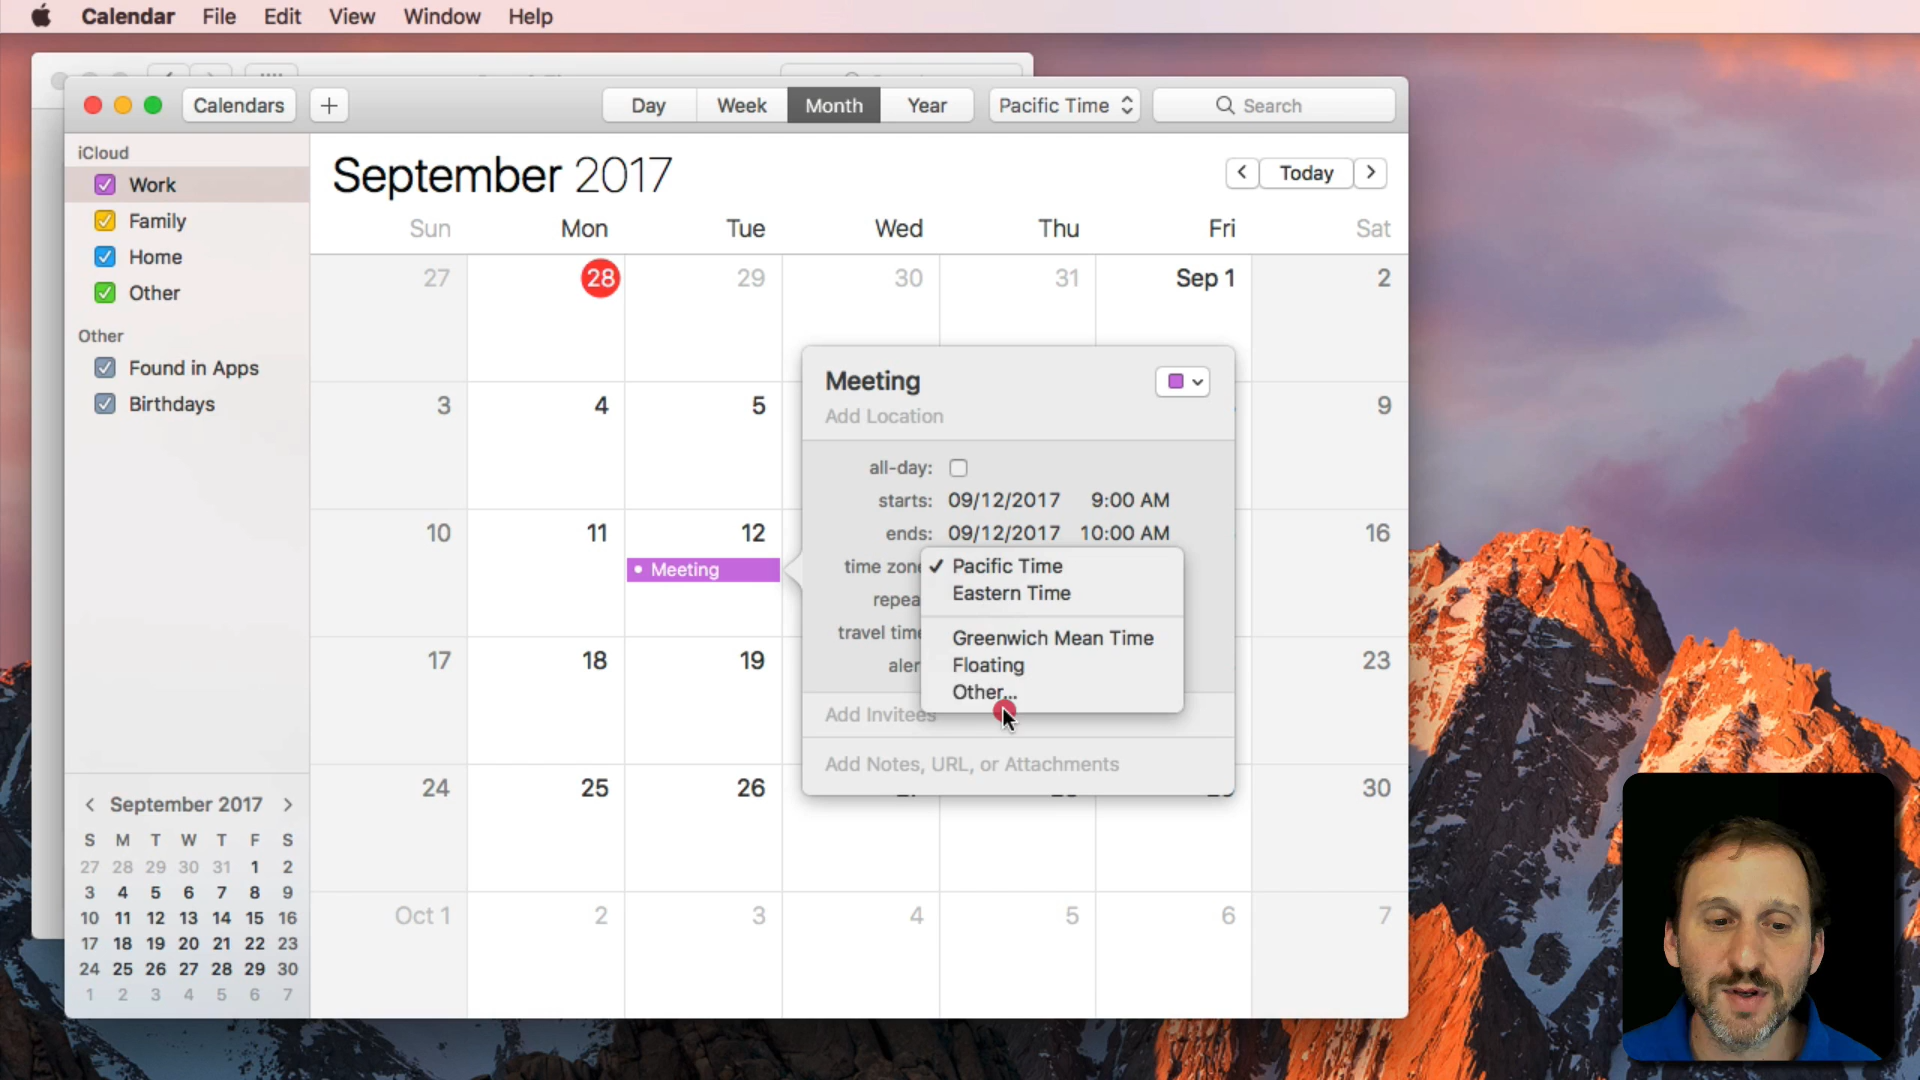 Calendar File Edit View Window Help
Calendars + Day Week Month Year Pacific Time Search
iCloud
Work
Family
Home
Other
Other
Found in Apps
Birthdays
September 2017
< Today >
Sun Mon Tue Wed Thu Fri Sat
27 28 29 30 31 Sep 1 2
3 4 5 9
10 11 12 16
Meeting
17 18 19 23
24 25 26 30
Oct 1 2 3 4 5 6 7
Meeting
Add Location
all-day:
starts: 09/12/2017 9:00 AM
ends: 09/12/2017 10:00 AM
time zon
repea
travel tim
aler
Pacific Time
Eastern Time
Greenwich Mean Time
Floating
Other...
Add Invitees
Add Notes, URL, or Attachments
< September 2017 >
S M T W T F S
27 28 29 30 31 1 2
3 4 5 6 7 8 9
10 11 12 13 14 15 16
17 18 19 20 21 22 23
24 25 26 27 28 29 30
1 2 3 4 5 6 7